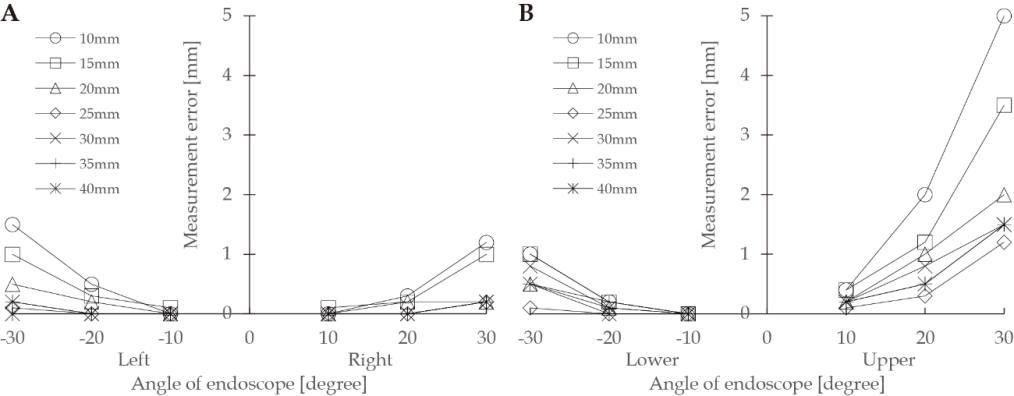 A
10mm
15mm
20mm
25mm
30mm
35mm
40mm
Measurement error [mm]
5
4
3
2
1
0
-30 -20 -10 0 10 20 30
Left Right
Angle of endoscope [degree]
B
10mm
15mm
20mm
25mm
30mm
35mm
40mm
Measurement error [mm]
5
4
3
2
1
0
-30 -20 -10 0 10 20 30
Lower Upper
Angle of endoscope [degree]